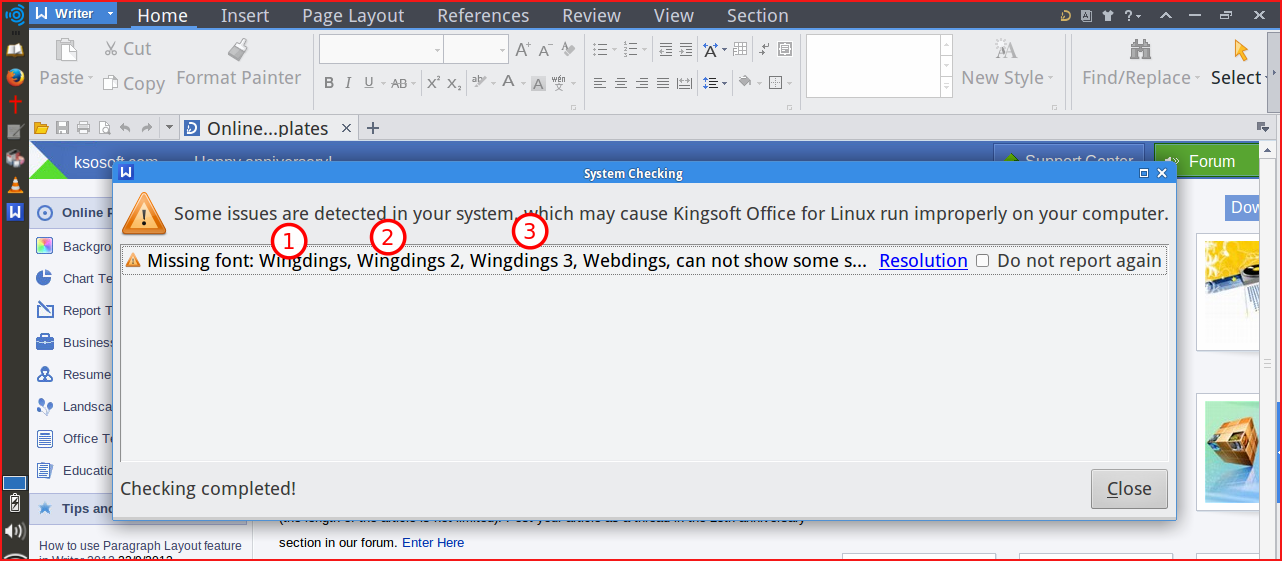 Writer Home Insert Page Layout References Review View Section
Cut
Paste Copy Format Painter
New Style Find/Replace Select
B I U AB X² X₂ A A wén
Online...plates
Support Center Forum
ksosoft.com Happy anniversary!
System Checking
Some issues are detected in your system, which may cause Kingsoft Office for Linux run improperly on your computer.
1 2 3
Missing font: Wingdings, Wingdings 2, Wingdings 3, Webdings, can not show some s... Resolution Do not report again
Checking completed!
Close
Online P
Backgro
Chart Te
Report T
Business
Resume
Landsca
Office Te
Educatio
Tips and
How to use Paragraph Layout feature
in Writer 2012
Dow
section in our forum. Enter Here